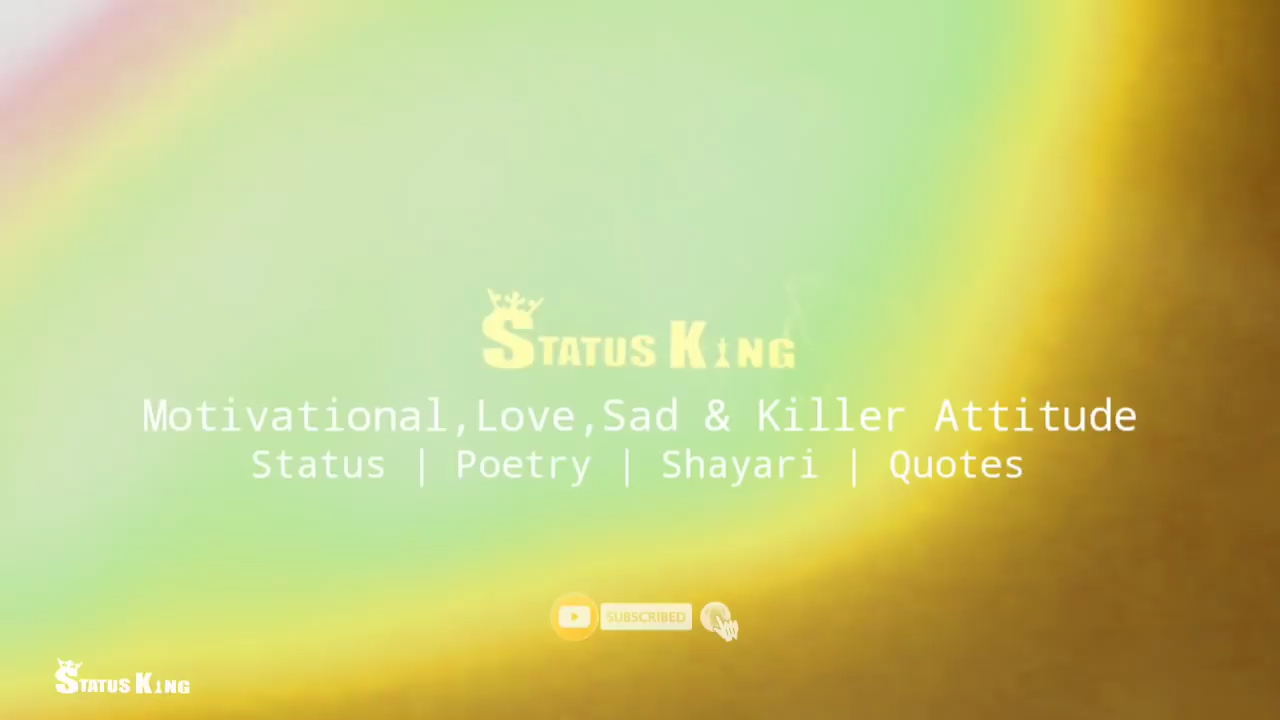 STATUS KING
Motivational,Love,Sad & Killer Attitude
Status | Poetry | Shayari | Quotes
SUBSCRIBED
STATUS KING